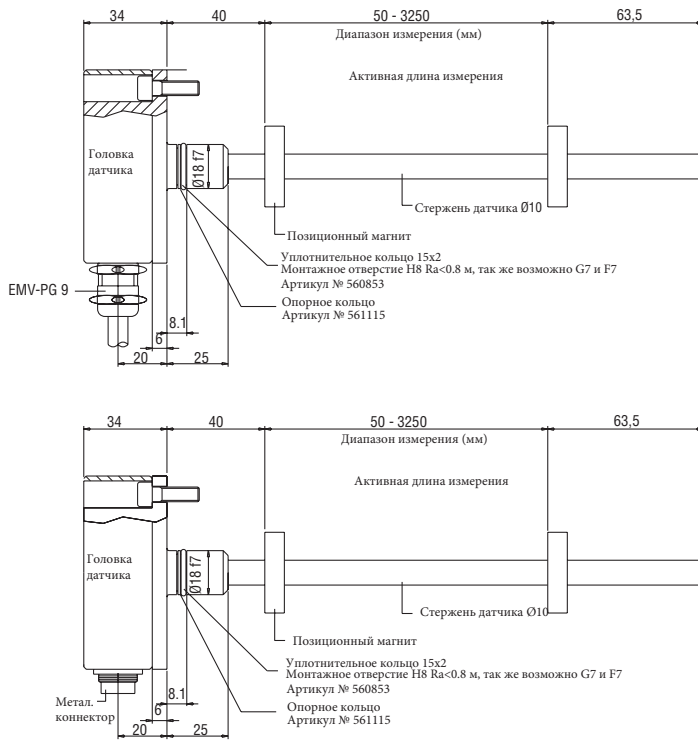 34 40 50 - 3250 63,5
Диапазон измерения (мм)
Активная длина измерения
Головка
датчика
Ø18 f7
Стержень датчика Ø10
Позиционный магнит
Уплотнительное кольцо 15x2
Монтажное отверстие H8 Ra<0.8 м, так же возможно G7 и F7
Артикул № 560853
EMV-PG 9
Опорное кольцо
Артикул № 561115
8.1
6
20 25
34 40 50 - 3250 63,5
Диапазон измерения (мм)
Активная длина измерения
Головка
датчика
Ø18 f7
Стержень датчика Ø10
Позиционный магнит
Уплотнительное кольцо 15x2
Монтажное отверстие H8 Ra<0.8 м, так же возможно G7 и F7
Артикул № 560853
Метал.
коннектор
Опорное кольцо
Артикул № 561115
8.1
6
20 25